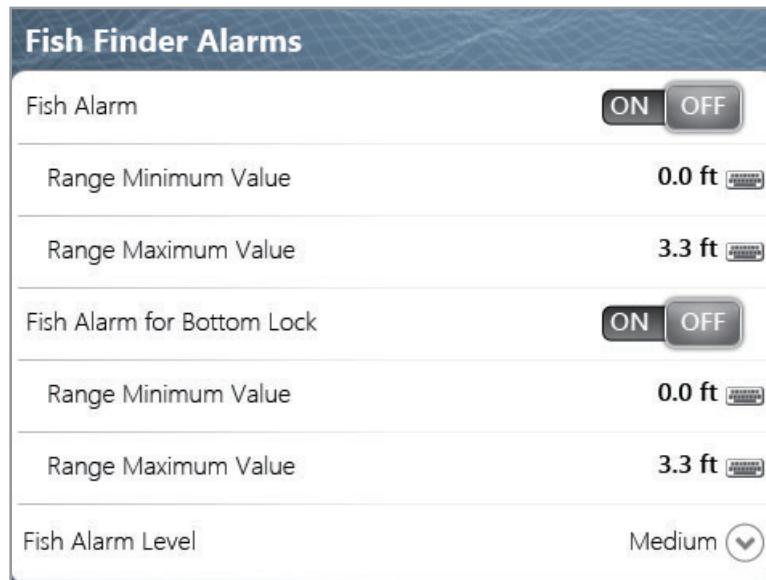 Fish Finder Alarms
Fish Alarm ON OFF
Range Minimum Value 0.0 ft
Range Maximum Value 3.3 ft
Fish Alarm for Bottom Lock ON OFF
Range Minimum Value 0.0 ft
Range Maximum Value 3.3 ft
Fish Alarm Level Medium